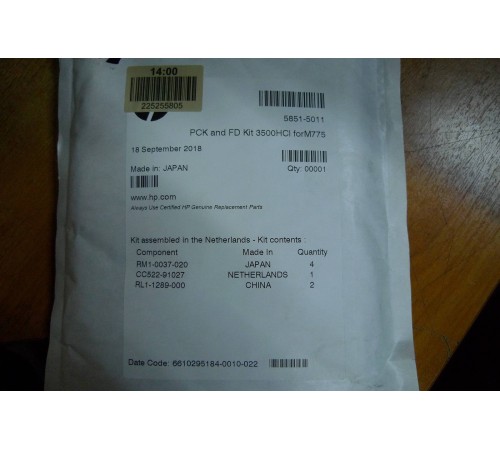 14:00
225255805
5851-5011
PCK and FD Kit 3500HCI forM775
18 September 2018
Made in: JAPAN
Qty: 00001
www.hp.com
Always Use Certified HP Genuine Replacement Parts
Kit assembled in the Netherlands - Kit contents :
Component Made In Quantity
RM1-0037-020 JAPAN 4
CC522-91027 NETHERLANDS 1
RL1-1289-000 CHINA 2
Date Code: 6610295184-0010-022